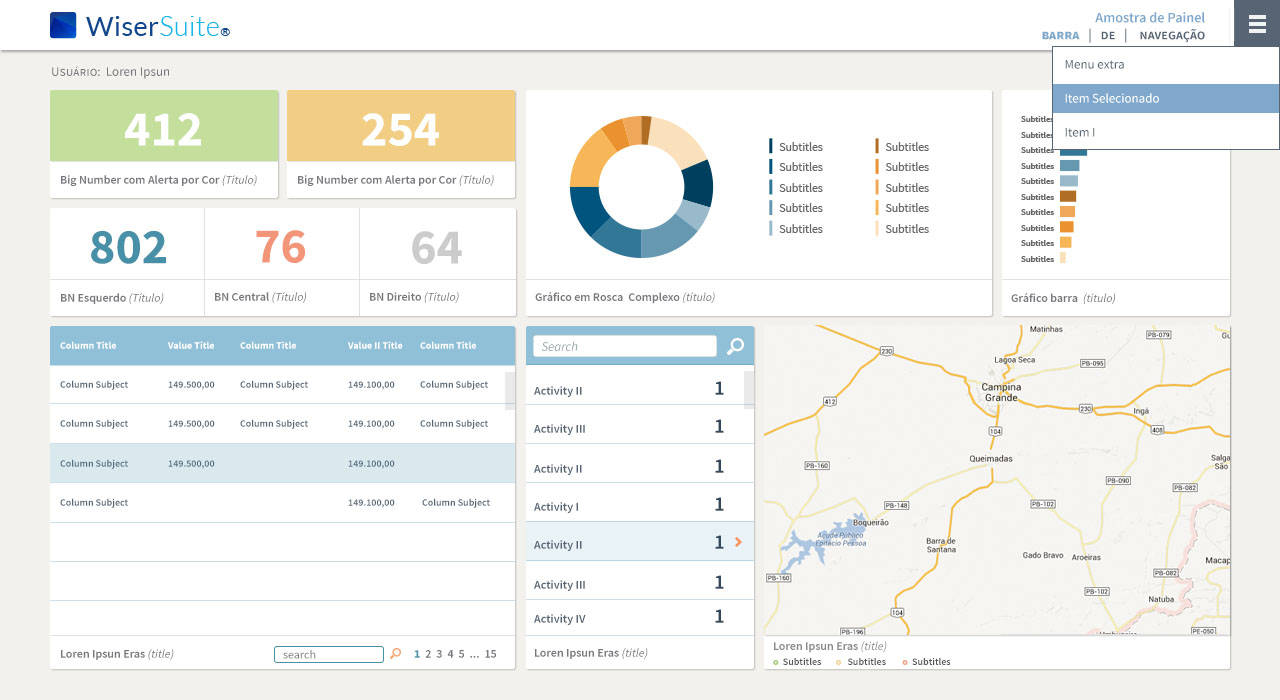 WiserSuite®
Amostra de Painel
BARRA | DE | NAVEGAÇÃO
Menu extra
Item Selecionado
Item I
Usuário: Loren Ipsun
412
Big Number com Alerta por Cor (Título)
254
Big Number com Alerta por Cor (Título)
802
BN Esquerdo (Título)
76
BN Central (Título)
64
BN Direito (Título)
Subtitles Subtitles
Subtitles Subtitles
Subtitles Subtitles
Subtitles Subtitles
Subtitles Subtitles
Gráfico em Rosca Complexo (título)
Subtitles
Subtitles
Subtitles
Subtitles
Subtitles
Subtitles
Subtitles
Subtitles
Subtitles
Subtitles
Gráfico barra (título)
Column Title Value Title Column Title Value II Title Column Title
Column Subject 149.500,00 Column Subject 149.100,00 Column Subject
Column Subject 149.500,00 Column Subject 149.100,00 Column Subject
Column Subject 149.500,00 149.100,00
Column Subject 149.100,00 Column Subject
Loren Ipsun Eras (title)
search
1 2 3 4 5 ... 15
Search
Activity II 1
Activity III 1
Activity II 1
Activity I 1
Activity II 1
Activity III 1
Activity IV 1
Loren Ipsun Eras (title)
Matinhas
PB-079
230
Lagoa Seca
PB-095
Campina
Grande
412
230
Ingá
104
408
Queimadas
PB-160
Salga
São
PB-090
PB-082
PB-148
PB-102
Boqueirão
Açude Público
Epitácio Pessoa
Barra de
Santana
Gado Bravo
Aroeiras
Macap
PB-160
PB-082
PB-102
Natuba
104
PB-196
Umbuzeiro
PE-050
Loren Ipsun Eras (title)
Subtitles Subtitles Subtitles